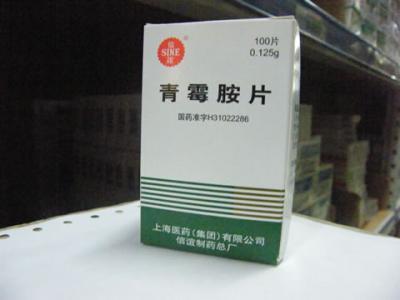 信谊
SINE
100片
0.125g
青霉胺片
国药准字H31022286
上海医药(集团)有限公司
信谊制药总厂